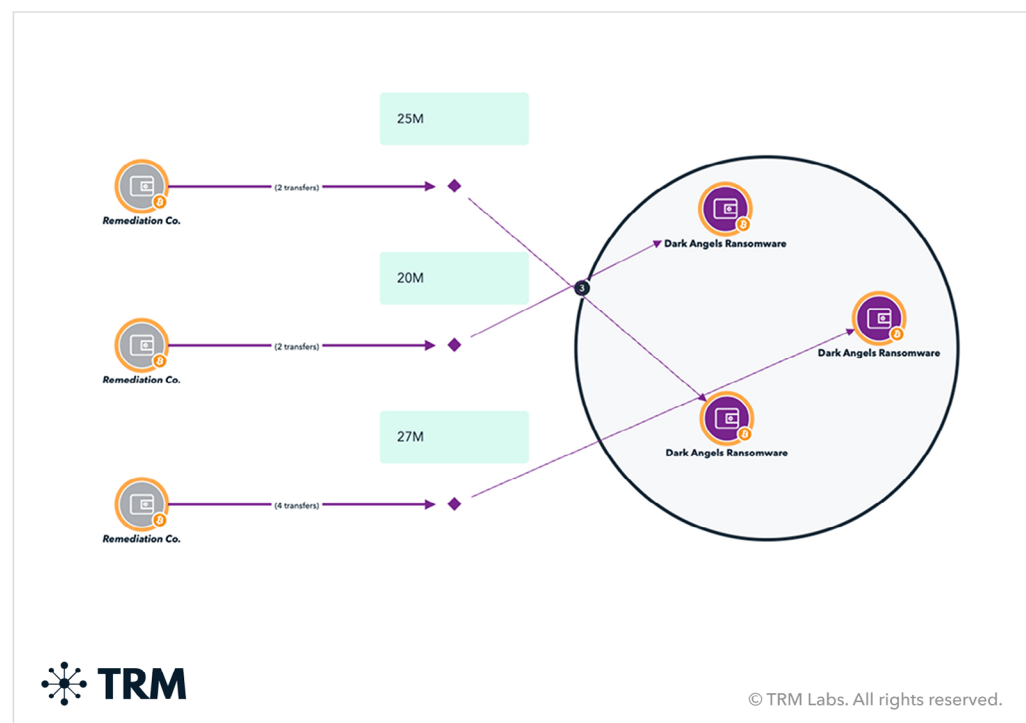 25M
(2 transfers)
Remediation Co.
Dark Angels Ransomware
20M
3
(2 transfers)
Remediation Co.
Dark Angels Ransomware
27M
Dark Angels Ransomware
(4 transfers)
Remediation Co.
TRM
© TRM Labs. All rights reserved.